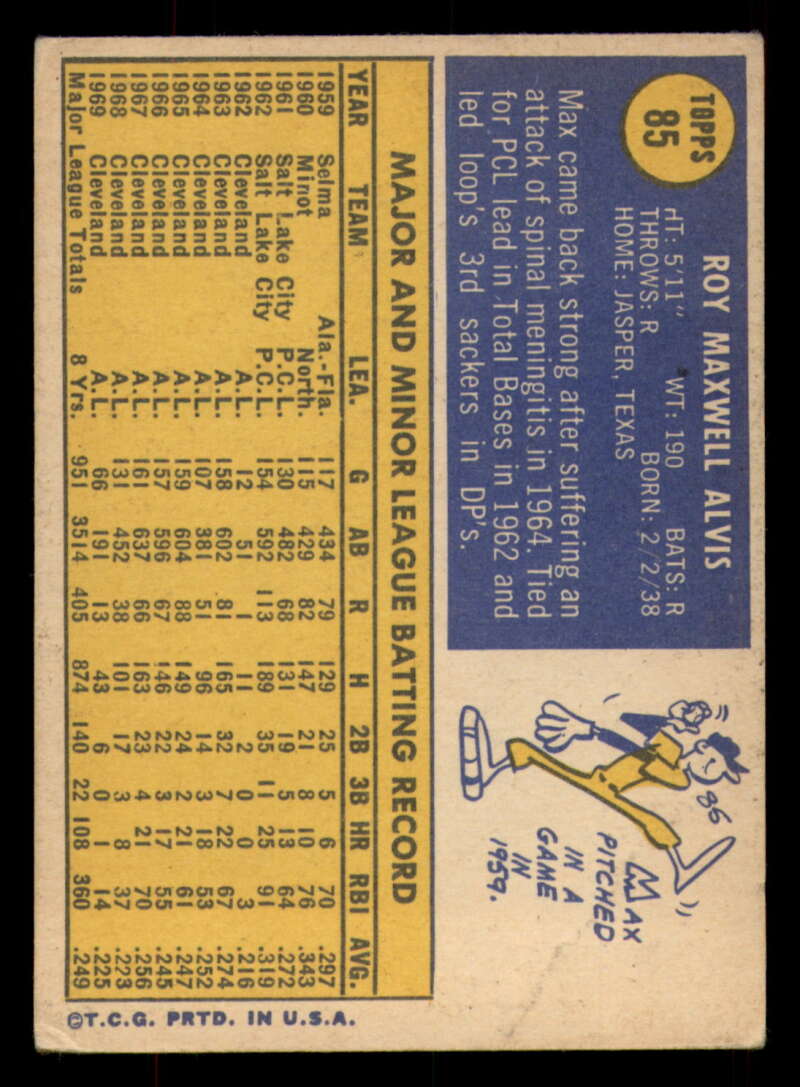 TOPPS
85
ROY MAXWELL ALVIS
HT: 5'11" WT: 190 BATS: R
THROWS: R BORN: 2/2/38
HOME: JASPER, TEXAS
Max came back strong after suffering an
attack of spinal meningitis in 1964. Tied
for PCL lead in Total Bases in 1962 and
led loop's 3rd sackers in DP's.
86
MAX
PITCHED
IN A
GAME
IN
1959.
MAJOR AND MINOR LEAGUE BATTING RECORD
YEAR TEAM LEA. G AB R H 2B 3B HR RBI AVG.
1959 Selma Ala.-Fla. 117 434 79 129 25 5 6 70 .297
1960 Minot North. 115 429 82 147 21 8 10 76 .343
1961 Salt Lake City P.C.L. 130 482 68 131 19 5 13 64 .272
1962 Salt Lake City P.C.L. 154 592 113 189 35 11 25 91 .319
1962 Cleveland A.L. 12 51 1 11 2 0 0 3 .216
1963 Cleveland A.L. 158 602 81 165 32 7 22 67 .274
1964 Cleveland A.L. 107 381 51 96 14 3 18 53 .252
1965 Cleveland A.L. 159 604 88 149 24 2 21 61 .247
1966 Cleveland A.L. 157 596 67 146 22 3 17 55 .245
1967 Cleveland A.L. 161 637 66 163 23 4 21 70 .256
1968 Cleveland A.L. 131 452 38 101 17 3 8 37 .223
1969 Cleveland A.L. 66 191 13 43 6 0 1 14 .225
Major League Totals 8 Yrs. 951 3514 405 874 140 22 108 360 .249
©T.C.G. PRTD. IN U.S.A.